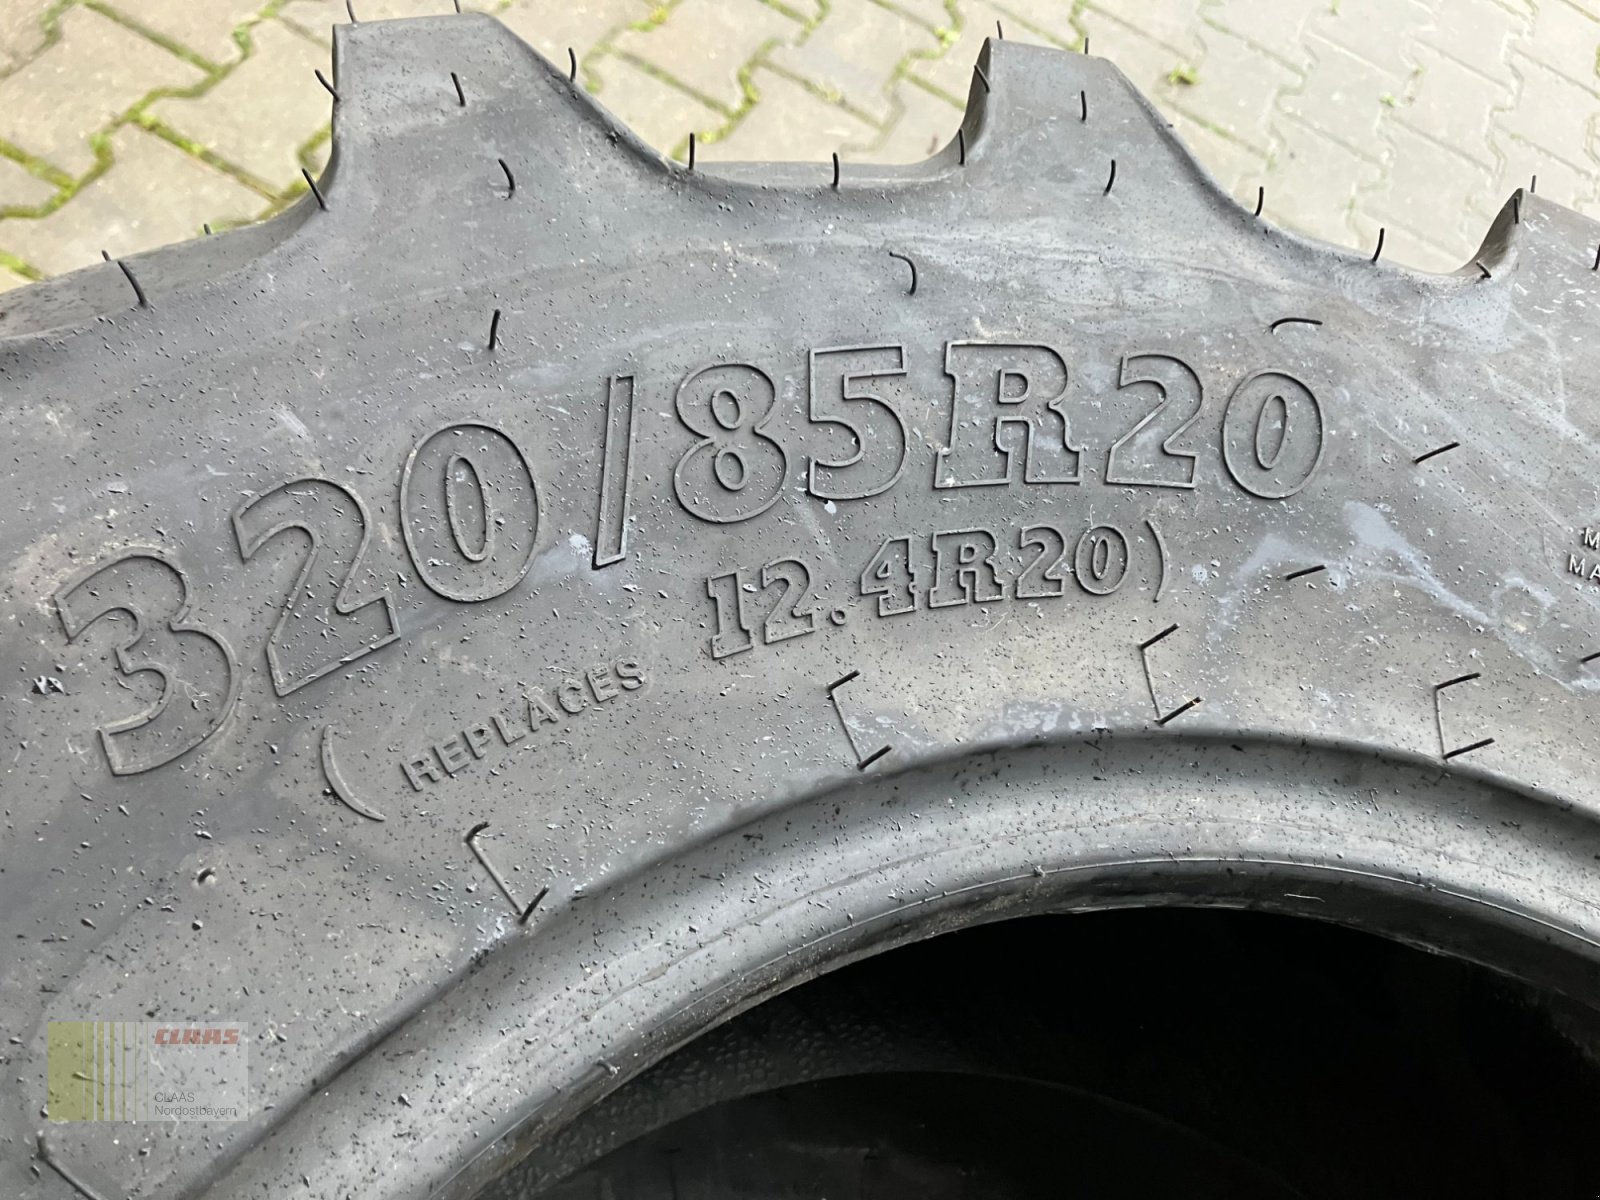 320/85R20
(REPLACES 12.4R20)
CLAAS
CLAAS
Nordostbayern